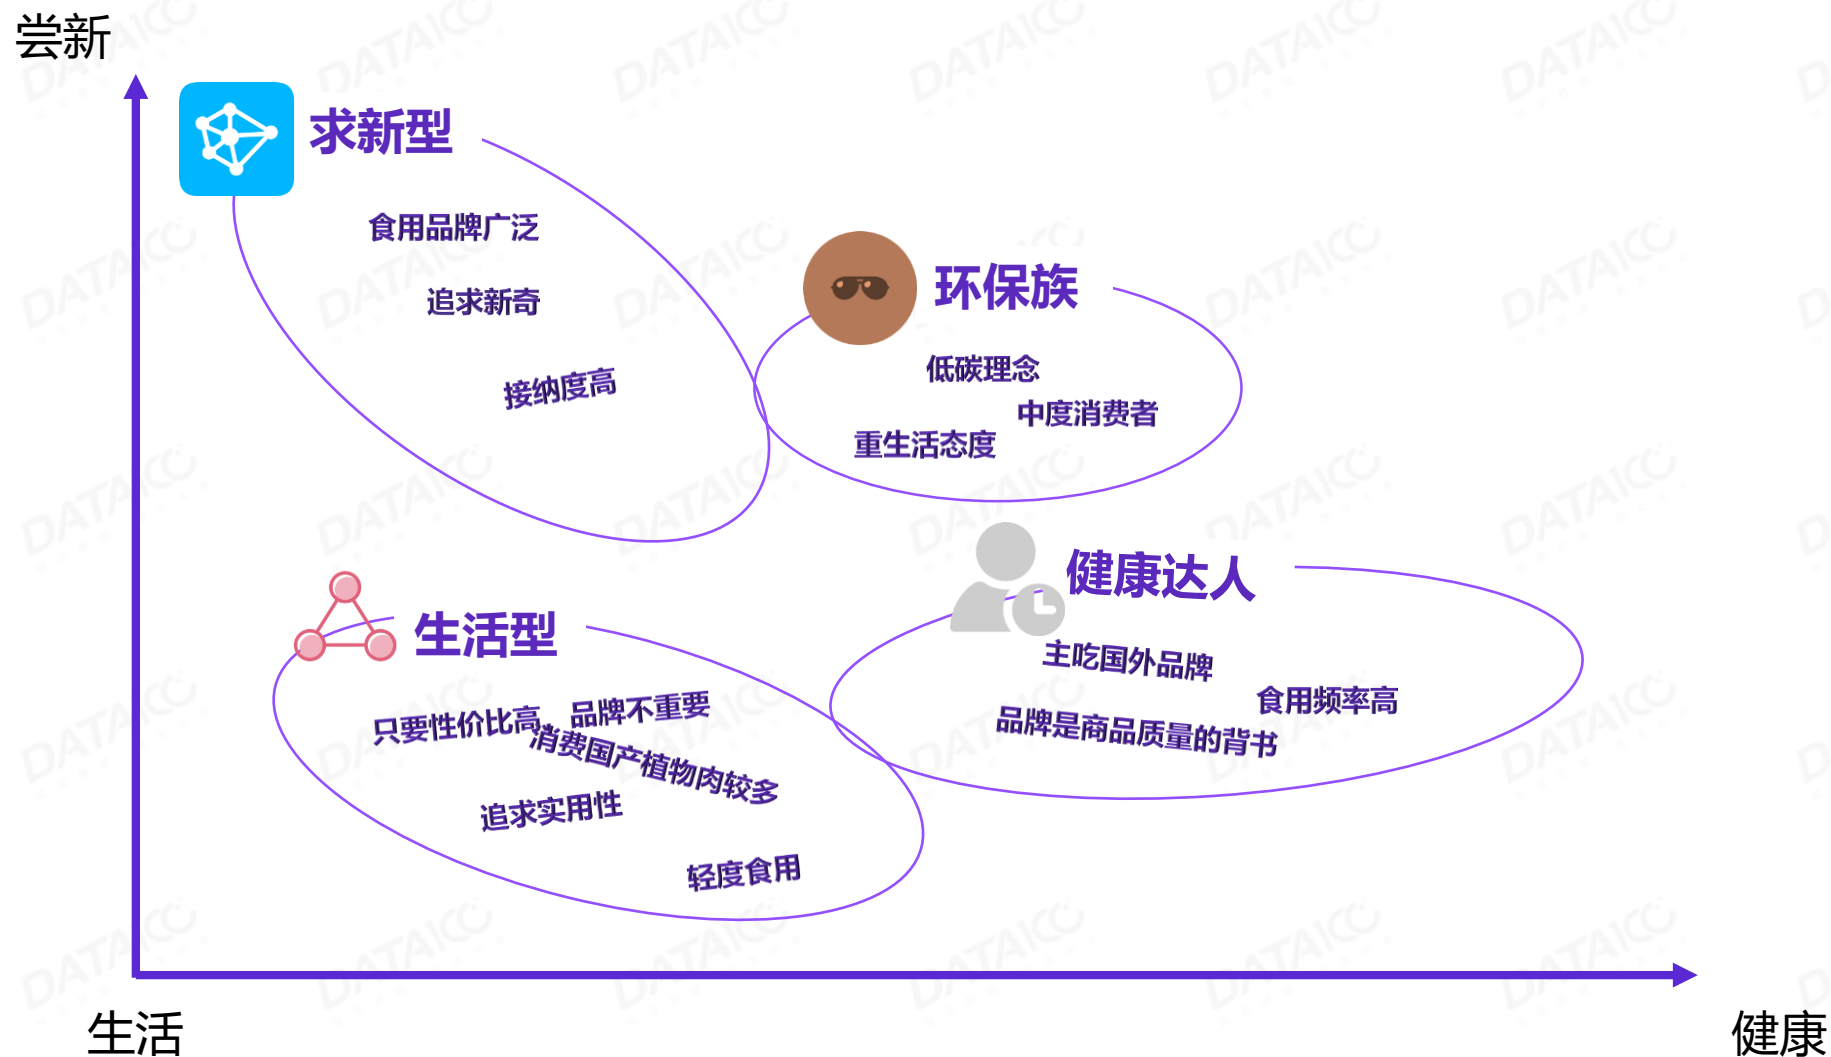 尝新
求新型
食用品牌广泛
追求新奇
接纳度高
环保族
低碳理念
中度消费者
重生活态度
健康达人
主吃国外品牌
食用频率高
品牌是商品质量的背书
生活型
只要性价比高
品牌不重要
消费国产植物肉较多
追求实用性
轻度食用
生活
健康
DATAICO